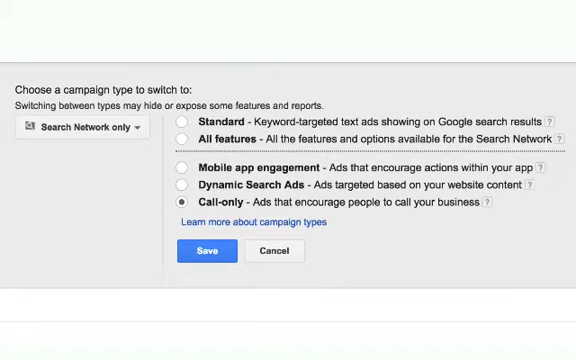 Choose a campaign type to switch to:
Switching between types may hide or expose some features and reports.
Search Network only
Standard - Keyword-targeted text ads showing on Google search results ?
All features - All the features and options available for the Search Network ?
Mobile app engagement - Ads that encourage actions within your app ?
Dynamic Search Ads - Ads targeted based on your website content ?
Call-only - Ads that encourage people to call your business ?
Learn more about campaign types
Save Cancel